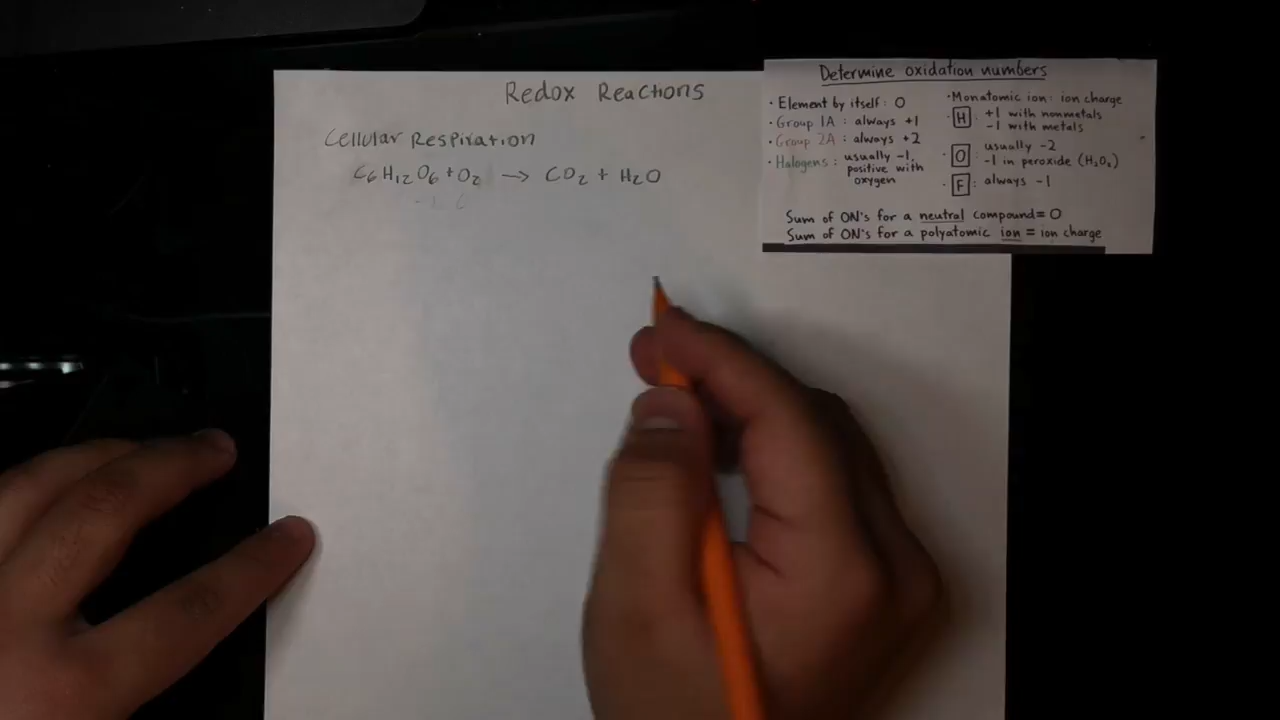 Redox Reactions
Cellular Respiration
C6H12O6 + O2 → CO2 + H2O
Determine oxidation numbers
• Element by itself: 0
• Group 1A : always +1
• Group 2A : always +2
• Halogens : usually -1,
positive with
oxygen
• Monatomic ion: ion charge
• H : +1 with nonmetals
-1 with metals
• O : usually -2
-1 in peroxide (H2O2)
• F : always -1
Sum of ON's for a neutral compound = 0
Sum of ON's for a polyatomic ion = ion charge